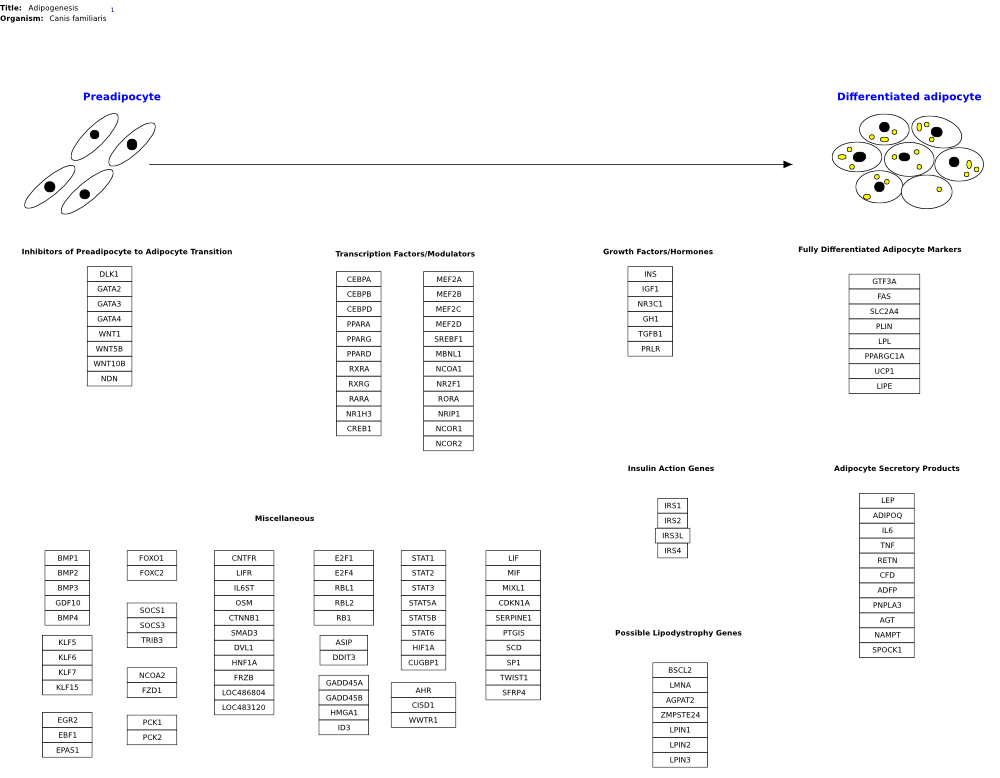 Title: Adipogenesis 1
Organism: Canis familiaris
Preadipocyte
Differentiated adipocyte
Inhibitors of Preadipocyte to Adipocyte Transition
DLK1
GATA2
GATA3
GATA4
WNT1
WNT5B
WNT10B
NDN
Transcription Factors/Modulators
CEBPA
CEBPB
CEBPD
PPARA
PPARG
PPARD
RXRA
RXRG
RARA
NR1H3
CREB1
MEF2A
MEF2B
MEF2C
MEF2D
SREBF1
MBNL1
NCOA1
NR2F1
RORA
NRIP1
NCOR1
NCOR2
Growth Factors/Hormones
INS
IGF1
NR3C1
GH1
TGFB1
PRLR
Fully Differentiated Adipocyte Markers
GTF3A
FAS
SLC2A4
PLIN
LPL
PPARGC1A
UCP1
LIPE
Insulin Action Genes
IRS1
IRS2
IRS3L
IRS4
Adipocyte Secretory Products
LEP
ADIPOQ
IL6
TNF
RETN
CFD
ADFP
PNPLA3
AGT
NAMPT
SPOCK1
Miscellaneous
BMP1
BMP2
BMP3
GDF10
BMP4
KLF5
KLF6
KLF7
KLF15
EGR2
EBF1
EPAS1
FOXO1
FOXC2
SOCS1
SOCS3
TRIB3
NCOA2
FZD1
PCK1
PCK2
CNTFR
LIFR
IL6ST
OSM
CTNNB1
SMAD3
DVL1
HNF1A
FRZB
LOC486804
LOC483120
E2F1
E2F4
RBL1
RBL2
RB1
ASIP
DDIT3
GADD45A
GADD45B
HMGA1
ID3
STAT1
STAT2
STAT3
STAT5A
STAT5B
STAT6
HIF1A
CUGBP1
AHR
CISD1
WWTR1
LIF
MIF
MIXL1
CDKN1A
SERPINE1
PTGIS
SCD
SP1
TWIST1
SFRP4
Possible Lipodystrophy Genes
BSCL2
LMNA
AGPAT2
ZMPSTE24
LPIN1
LPIN2
LPIN3